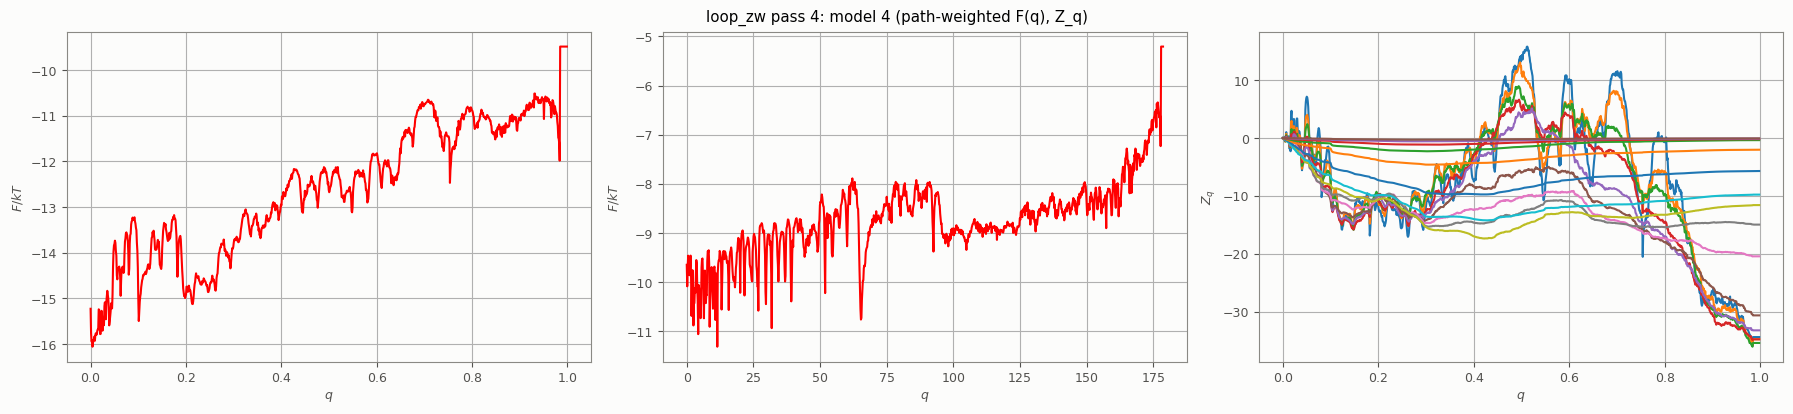 loop_zw pass 4: model 4 (path-weighted F(q), Z_q)
F/kT
−10
−11
−12
−13
−14
−15
−16
0.0 0.2 0.4 0.6 0.8 1.0
q
F/kT
−5
−6
−7
−8
−9
−10
−11
0 25 50 75 100 125 150 175
q
Z_q
10
0
−10
−20
−30
0.0 0.2 0.4 0.6 0.8 1.0
q